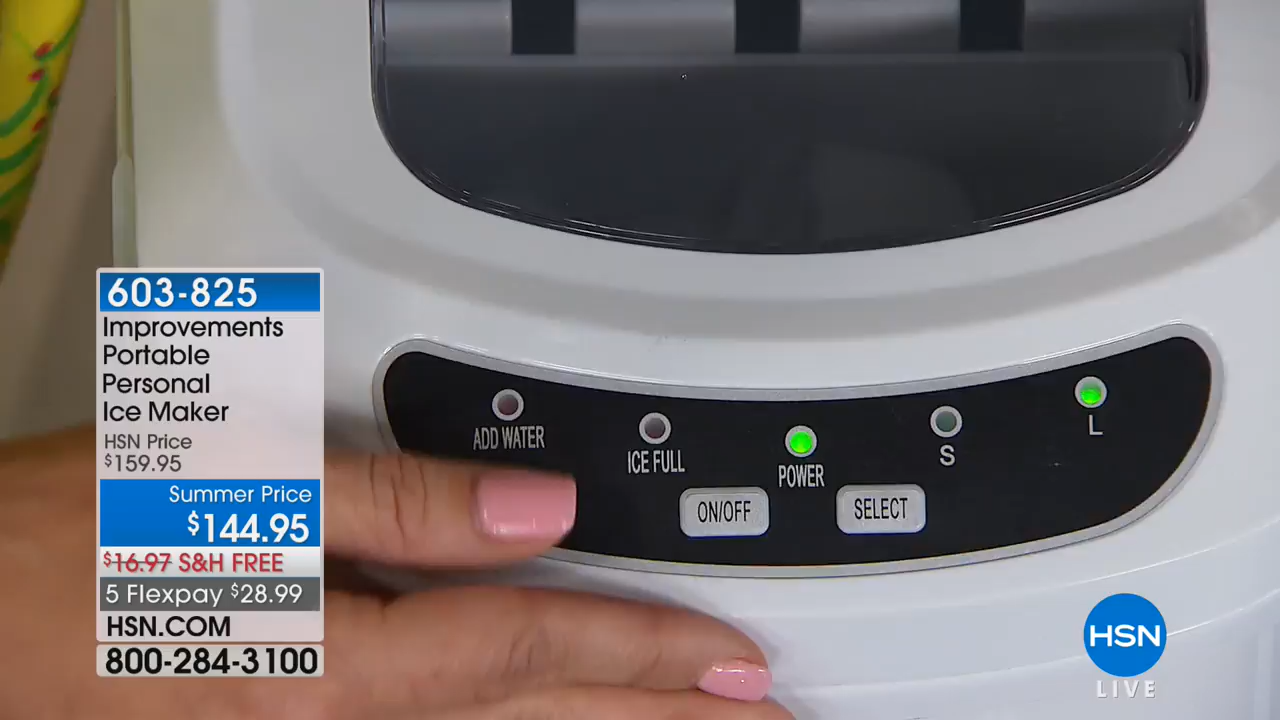 603-825
Improvements
Portable
Personal
Ice Maker
HSN Price
$159.95
Summer Price
$144.95
$16.97 S&H FREE
5 Flexpay $28.99
HSN.COM
800-284-3100
ADD WATER
ICE FULL
POWER
S
L
ON/OFF
SELECT
HSN
LIVE